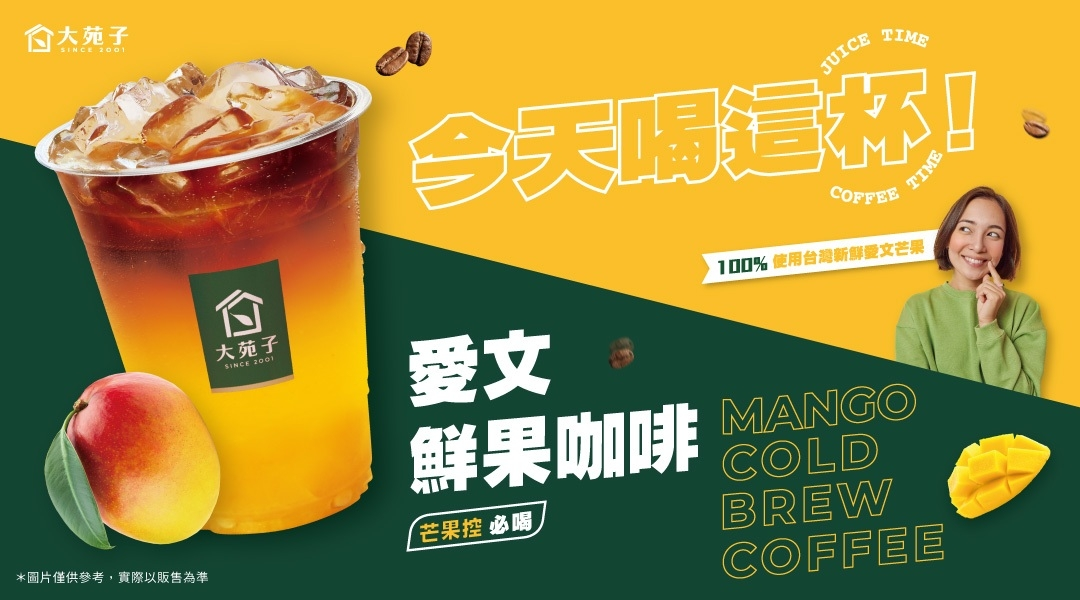 大苑子
SINCE 2001
JUICE TIME
今天喝這杯！
COFFEE TIME
100% 使用台灣新鮮愛文芒果
大苑子
SINCE 2001
愛文
鮮果咖啡
芒果控 必喝
MANGO
COLD
BREW
COFFEE
＊圖片僅供參考，實際以販售為準